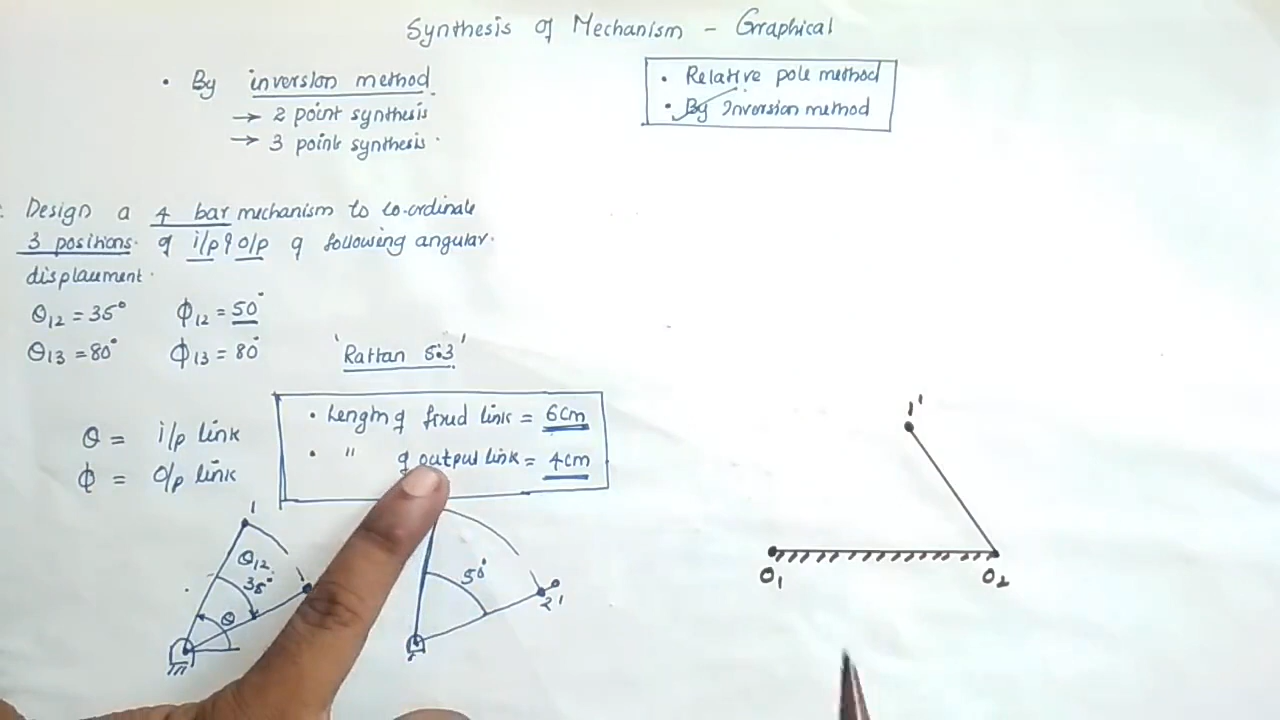 Synthesis of Mechanism - Graphical
• By inversion method.
→ 2 point synthesis
→ 3 point synthesis.
• Relative pole method
• By Inversion method
Design a 4 bar mechanism to co.ordinate
3 positions of i/p & o/p of following angular.
θ12 = 35° ϕ12 = 50°
θ13 = 80° ϕ13 = 80°
'Rattan 5.3'
θ = i/p link
ϕ = O/p link
• Length of fixed link = 6cm
• " of output link = 4cm
1
θ12
35°
θ
50°
2'
1'
O1
O2